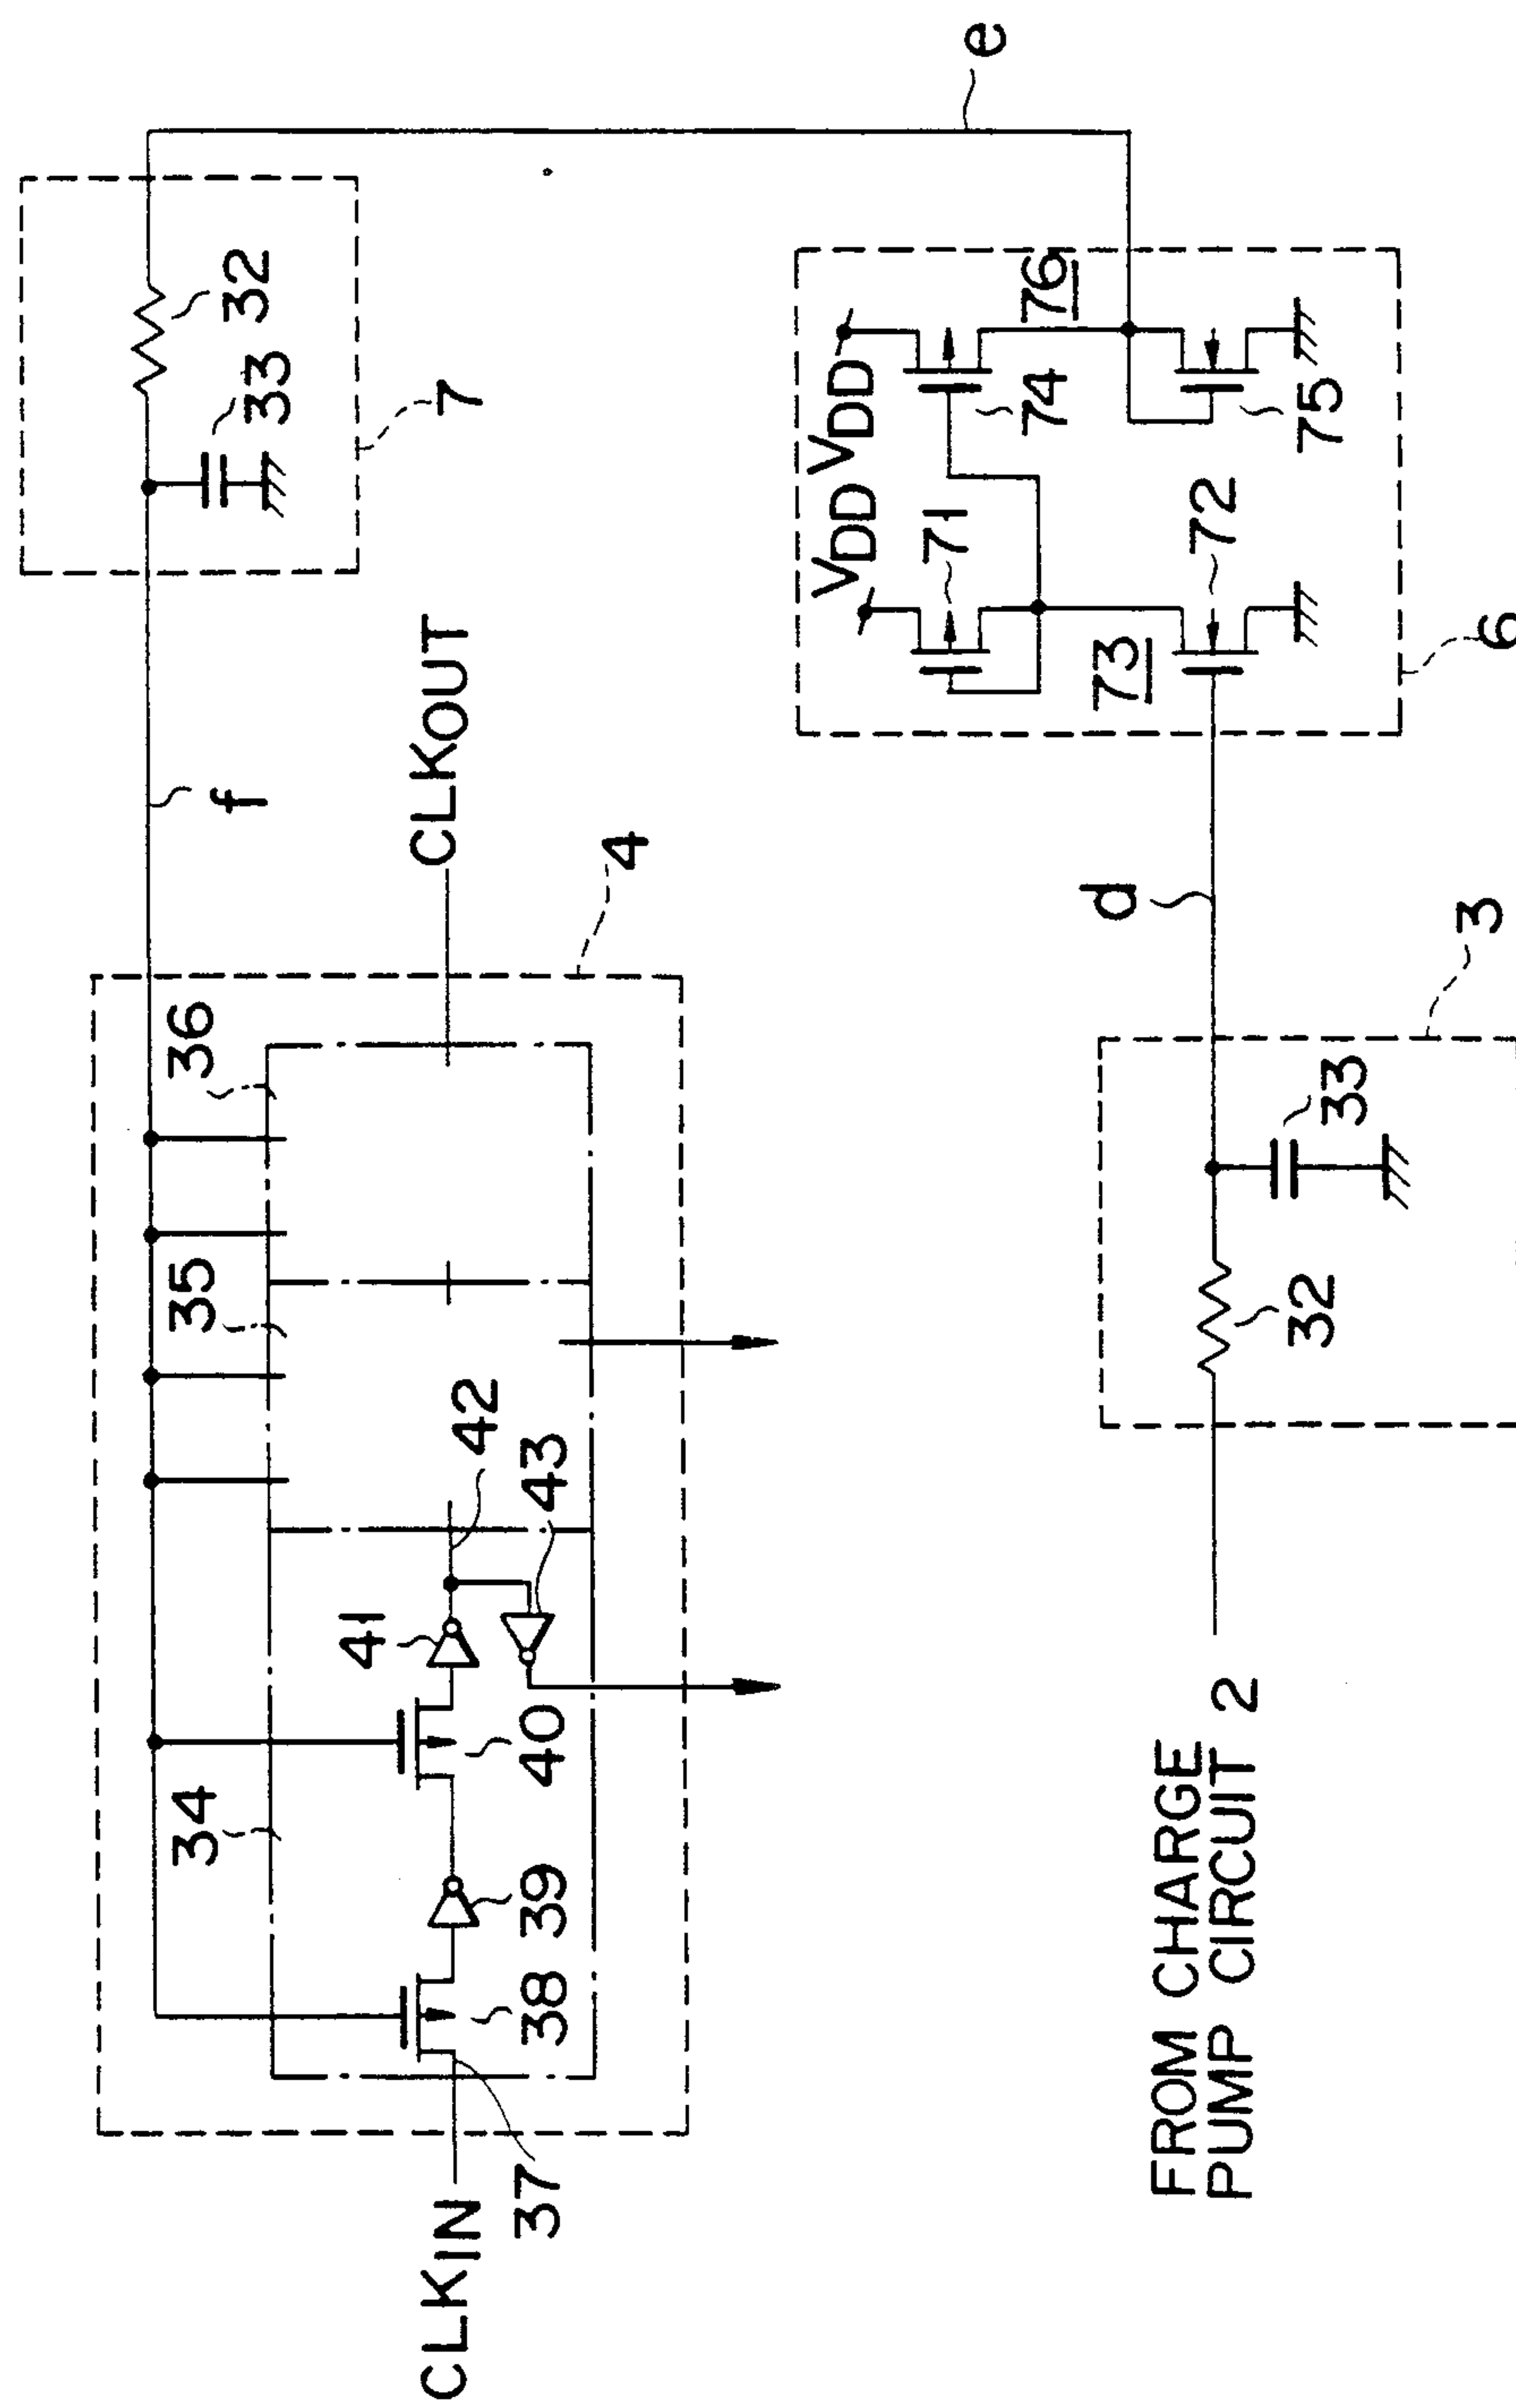 34
35
36
f
33
32
41
CLKIN
42
CLKOUT
7
37
38
39
40
43
4
VDD
VDD
71
e
74
76
d
73
FROM CHARGE
PUMP CIRCUIT 2
72
32
33
75
3
6